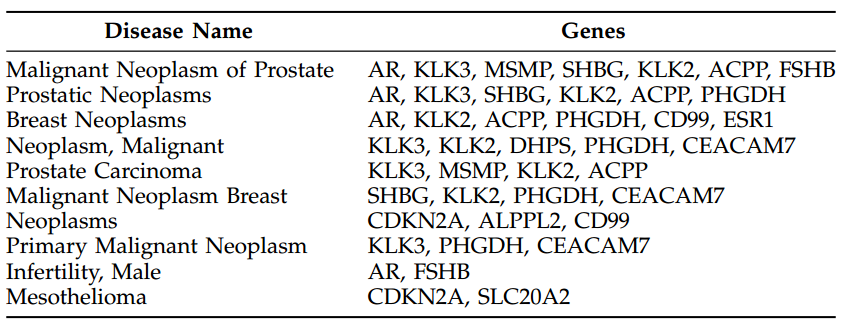 Disease Name Genes
Malignant Neoplasm of Prostate AR, KLK3, MSMP, SHBG, KLK2, ACPP, FSHB
Prostatic Neoplasms AR, KLK3, SHBG, KLK2, ACPP, PHGDH
Breast Neoplasms AR, KLK2, ACPP, PHGDH, CD99, ESR1
Neoplasm, Malignant KLK3, KLK2, DHPS, PHGDH, CEACAM7
Prostate Carcinoma KLK3, MSMP, KLK2, ACPP
Malignant Neoplasm Breast SHBG, KLK2, PHGDH, CEACAM7
Neoplasms CDKN2A, ALPPL2, CD99
Primary Malignant Neoplasm KLK3, PHGDH, CEACAM7
Infertility, Male AR, FSHB
Mesothelioma CDKN2A, SLC20A2